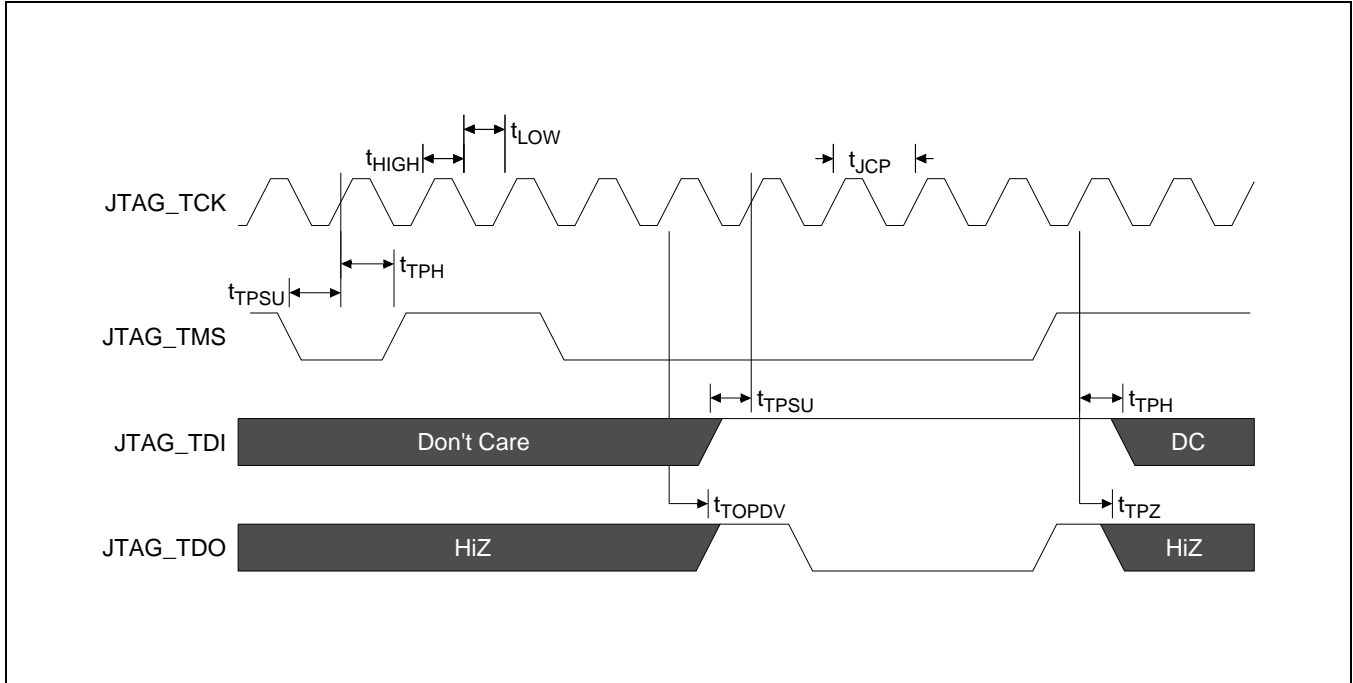 tLOW
tHIGH
tJCP
JTAG_TCK
tTPH
tTPSU
JTAG_TMS
tTPSU
tTPH
JTAG_TDI
Don't Care
DC
tTOPDV
tTPZ
JTAG_TDO
HiZ
HiZ